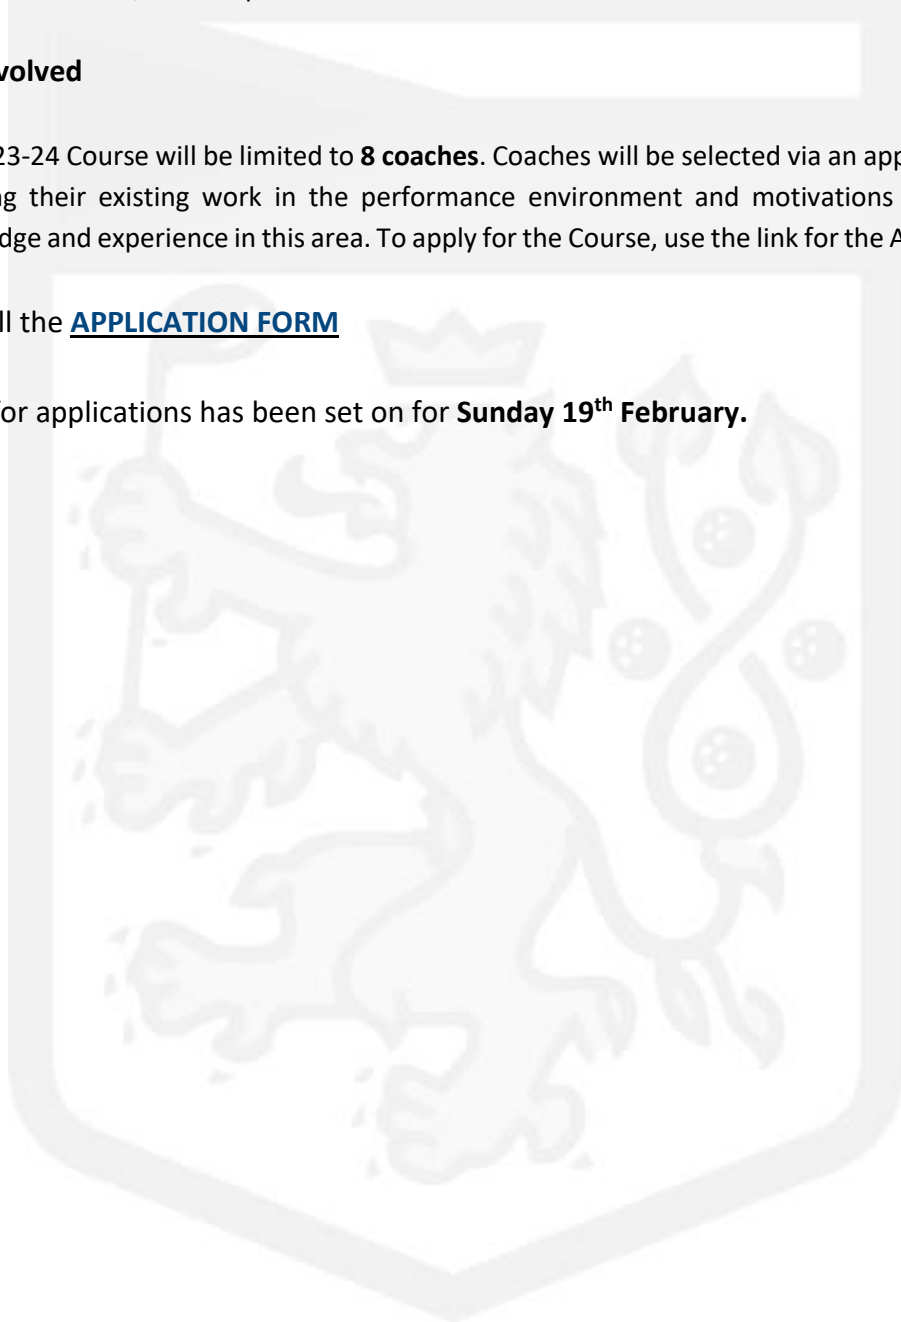 volved
23-24 Course will be limited to 8 coaches. Coaches will be selected via an app
ng their existing work in the performance environment and motivations
dge and experience in this area. To apply for the Course, use the link for the A
ll the APPLICATION FORM
for applications has been set on for Sunday 19th February.